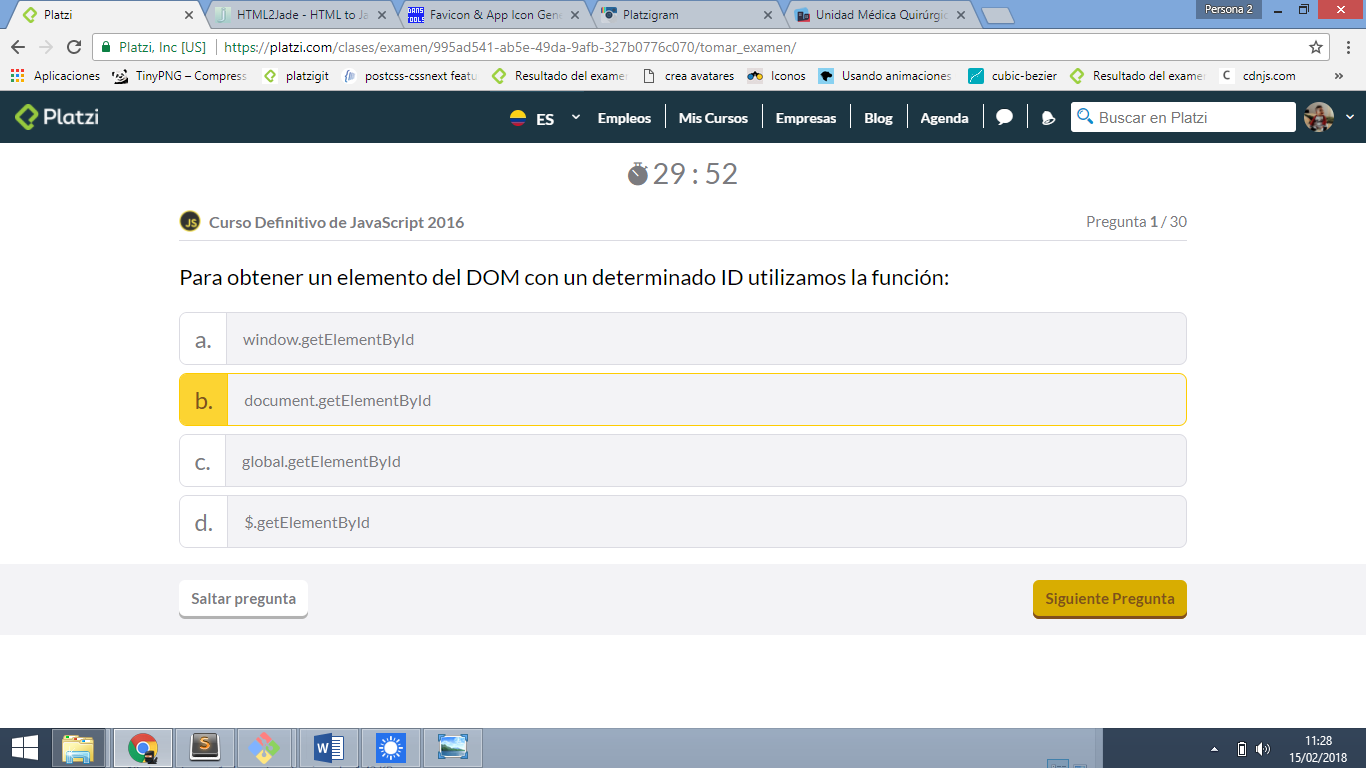 Persona 2
Platzi
HTML2Jade - HTML to Ja
Favicon & App Icon Gene
Platzigram
Unidad Médica Quirúrgic
Platzi, Inc [US] https://platzi.com/clases/examen/995ad541-ab5e-49da-9afb-327b0776c070/tomar_examen/
Aplicaciones TinyPNG – Compress platzigit postcss-cssnext featu Resultado del examen crea avatares Iconos Usando animaciones cubic-bezier Resultado del examen cdnjs.com »
Platzi ES Empleos Mis Cursos Empresas Blog Agenda Buscar en Platzi
29 : 52
JS Curso Definitivo de JavaScript 2016 Pregunta 1 / 30
Para obtener un elemento del DOM con un determinado ID utilizamos la función:
a. window.getElementById
b. document.getElementById
c. global.getElementById
d. $.getElementById
Saltar pregunta Siguiente Pregunta
11:28
15/02/2018